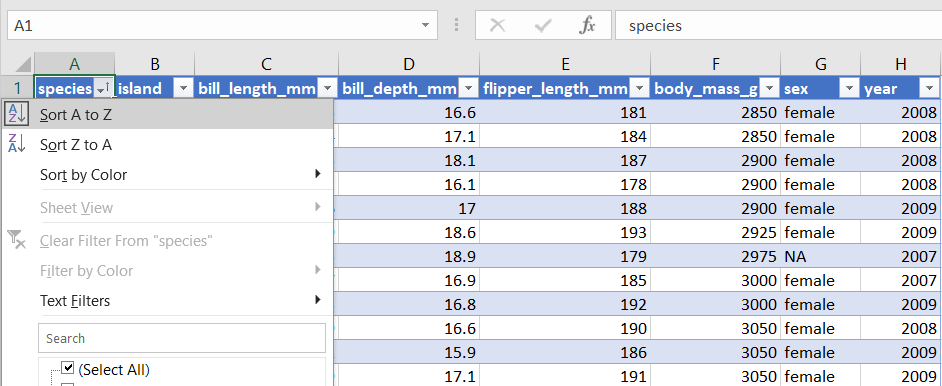 A1 fx species
A B C D E F G H
1 species island bill_length_mm bill_depth_mm flipper_length_mm body_mass_g sex year
Sort A to Z 16.6 181 2850 female 2008
Sort Z to A 17.1 184 2850 female 2008
18.1 187 2900 female 2008
Sort by Color 16.1 178 2900 female 2008
Sheet View 17 188 2900 female 2009
Clear Filter From "species" 18.6 193 2925 female 2009
18.9 179 2975 NA 2007
Filter by Color 16.9 185 3000 female 2007
Text Filters 16.8 192 3000 female 2009
Search 16.6 190 3050 female 2008
15.9 186 3050 female 2009
(Select All) 17.1 191 3050 female 2009